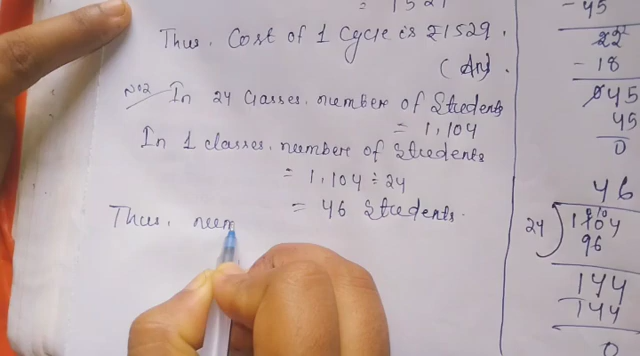 = 1521
Thus, Cost of 1 Cycle is ₹1529.
(Ans).
No2 In 24 Classes, number of Students
= 1,104
In 1 classes, number of Students
= 1,104 ÷ 24
= 46 Students.
Thus, num
-45
22
-18
045
45
0
46
24) 1104
96
144
144
0